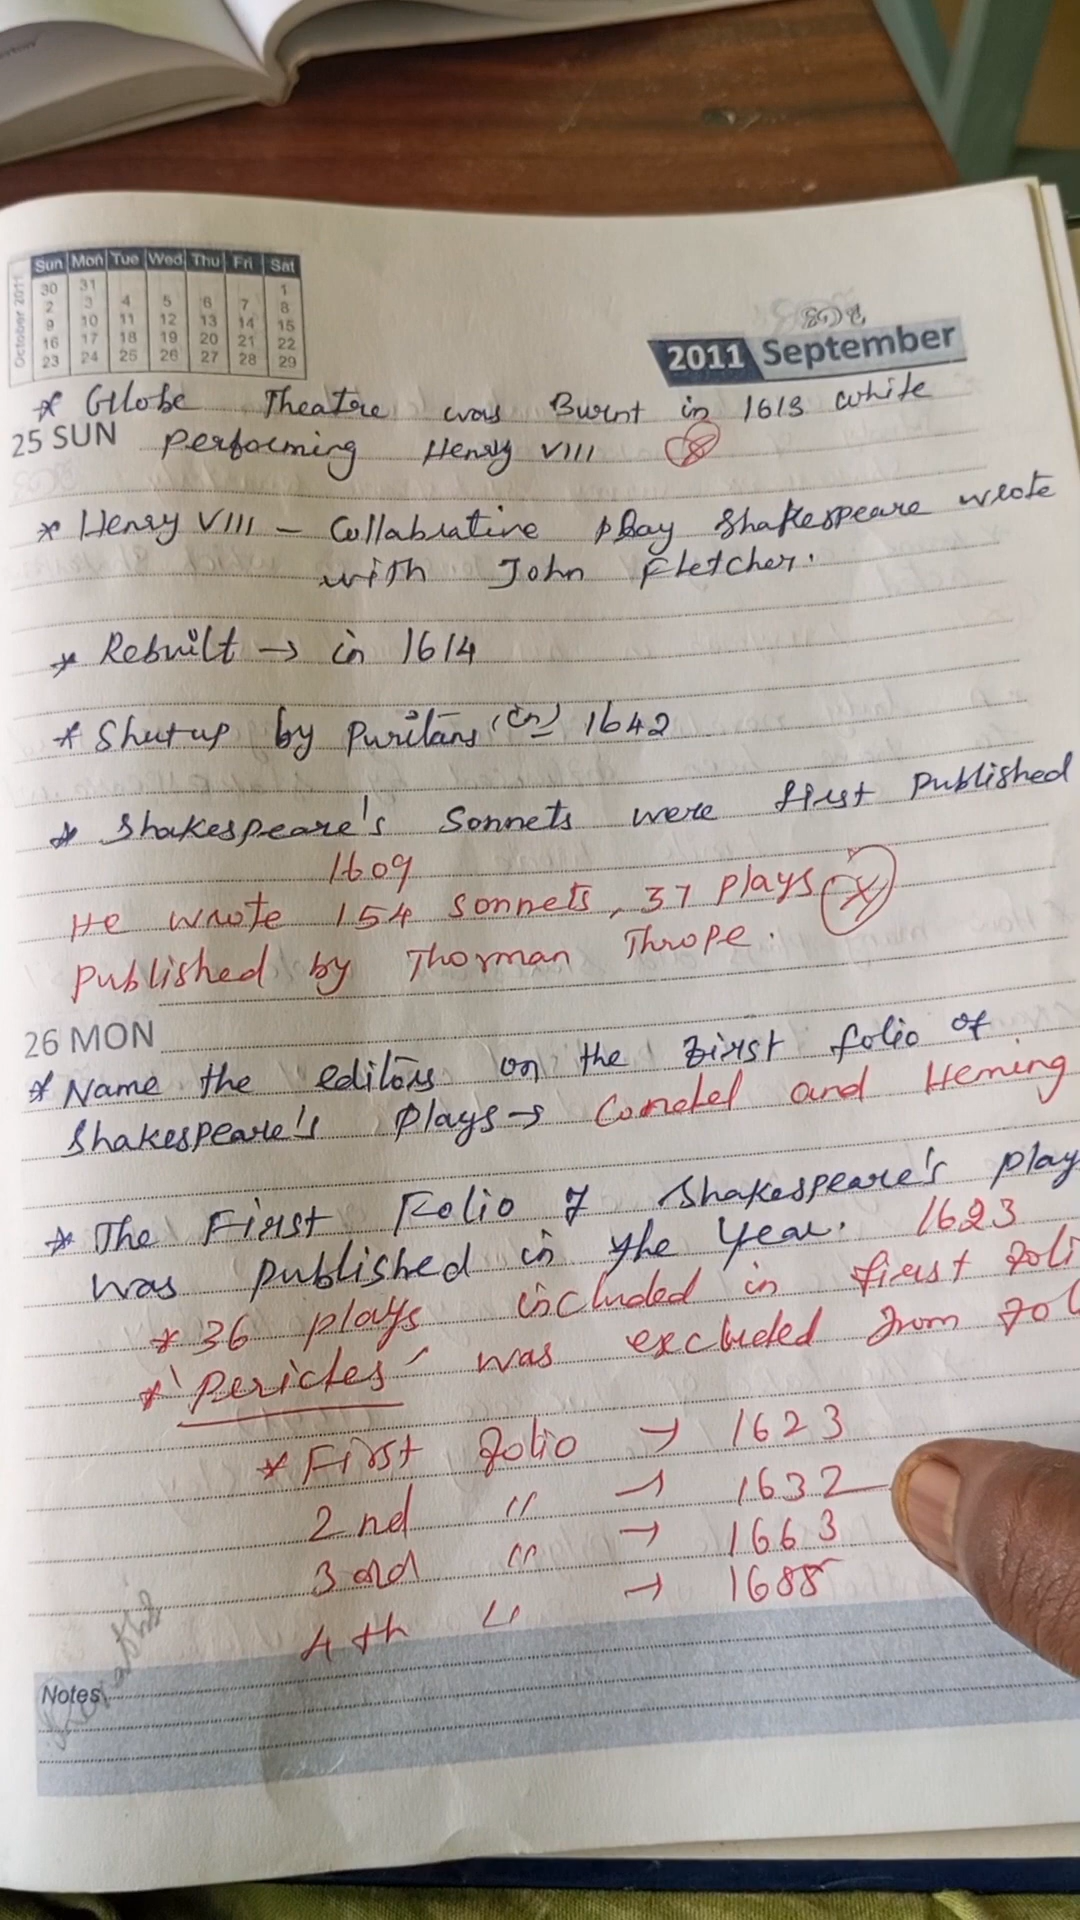 October 2011
Sun Mon Tue Wed Thu Fri Sat
30 31 1
2 3 4 5 6 7 8
9 10 11 12 13 14 15
16 17 18 19 20 21 22
23 24 25 26 27 28 29
2011 September
* Globe Theatre was Burnt in 1613 while
25 SUN performing Henry VIII
* Henry VIII - Collabrative play Shakespeare wrote
with John Fletcher.
* Rebuilt → in 1614
* Shutup by Puritans (in) 1642
* Shakespeare's Sonnets were first Published
1609
He wrote 154 sonnets, 37 plays
Published by Thorman Thrope.
26 MON
* Name the editors on the first folio of
Shakespeare's Plays → Condel and Heming
* The First Folio of Shakespeare's play
was published in the Year. 1623
* 36 plays included in first foli
* 'Pericles' was excluded from fol
* First folio → 1623
2nd " → 1632
3rd " → 1663
4th " → 1685
Notes